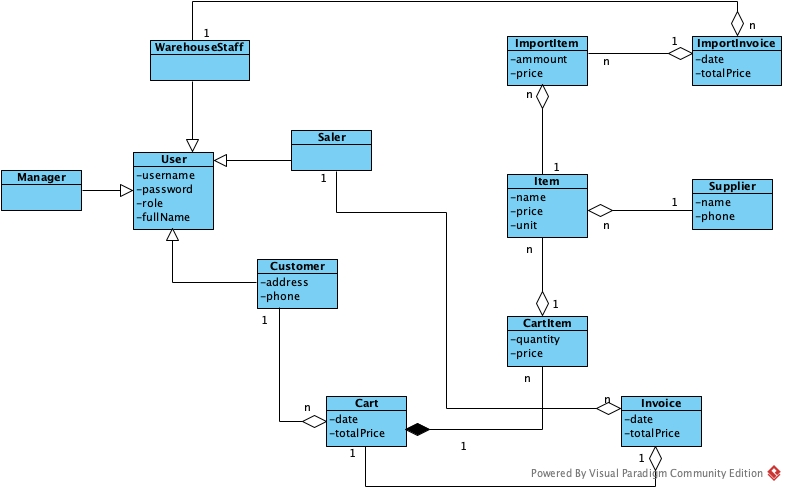 1
n
WarehouseStaff
ImportItem
-ammount
-price
n
1
ImportInvoice
-date
-totalPrice
n
1
Manager
User
-username
-password
-role
-fullName
Saler
1
Item
-name
-price
-unit
n
1
Supplier
-name
-phone
n
Customer
-address
-phone
1
1
CartItem
-quantity
-price
n
n
Cart
-date
-totalPrice
1
1
n
Invoice
-date
-totalPrice
1
Powered By Visual Paradigm Community Edition